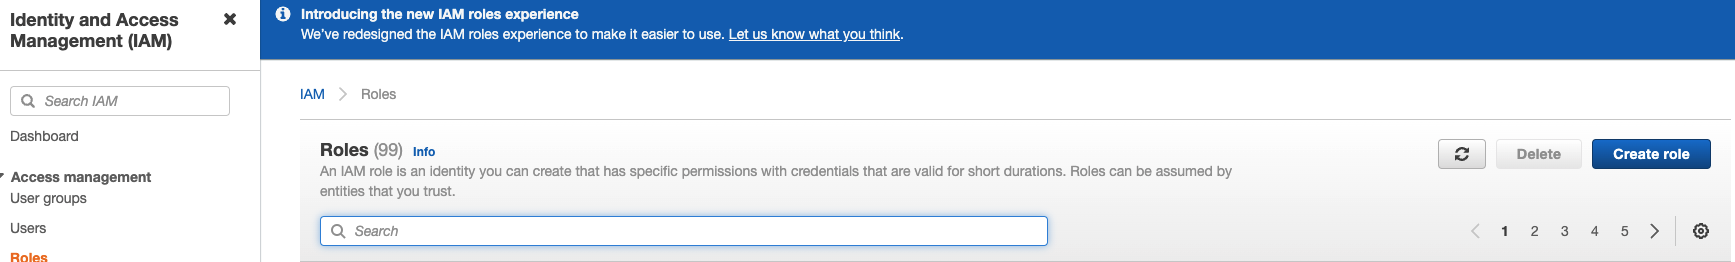 Identity and Access
Management (IAM)
Search IAM
Dashboard
Access management
User groups
Users
Roles
Introducing the new IAM roles experience
We've redesigned the IAM roles experience to make it easier to use. Let us know what you think.
IAM
Roles
Roles (99) Info
An IAM role is an identity you can create that has specific permissions with credentials that are valid for short durations. Roles can be assumed by
entities that you trust.
Delete
Create role
Search
1 2 3 4 5